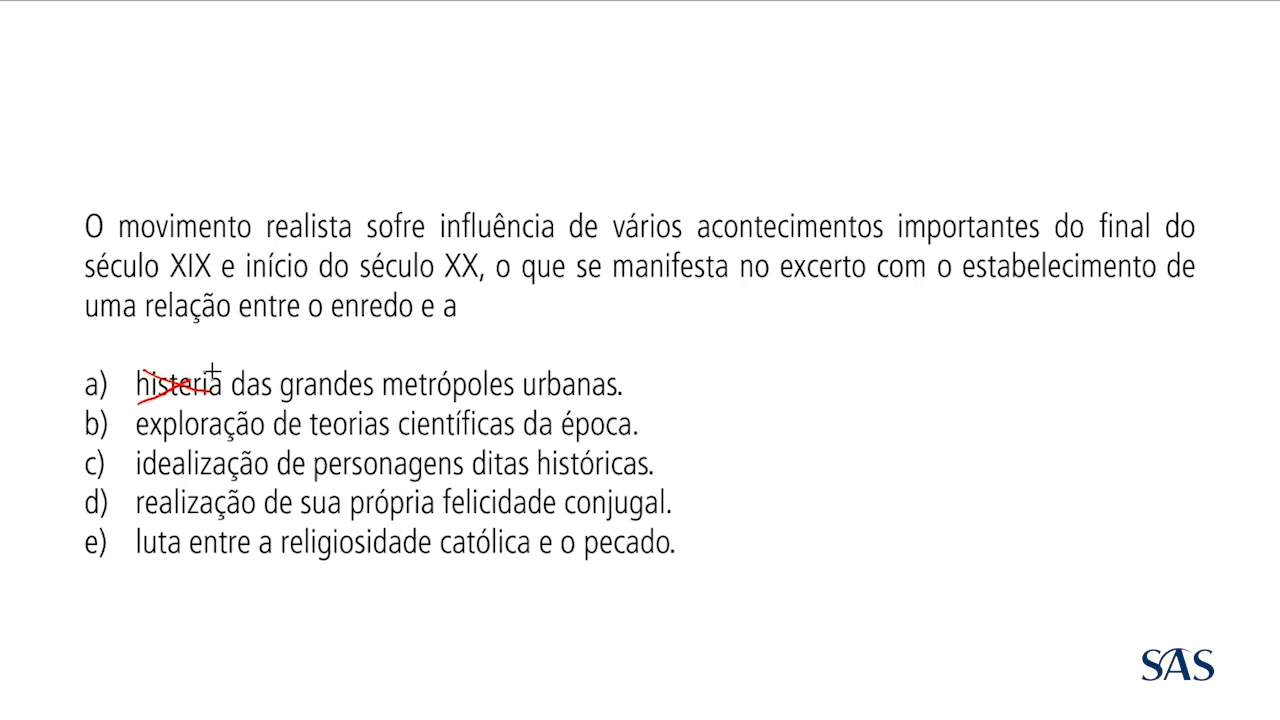 O movimento realista sofre influência de vários acontecimentos importantes do final do
século XIX e início do século XX, o que se manifesta no excerto com o estabelecimento de
uma relação entre o enredo e a
a) histeria das grandes metrópoles urbanas.
b) exploração de teorias científicas da época.
c) idealização de personagens ditas históricas.
d) realização de sua própria felicidade conjugal.
e) luta entre a religiosidade católica e o pecado.
SAS